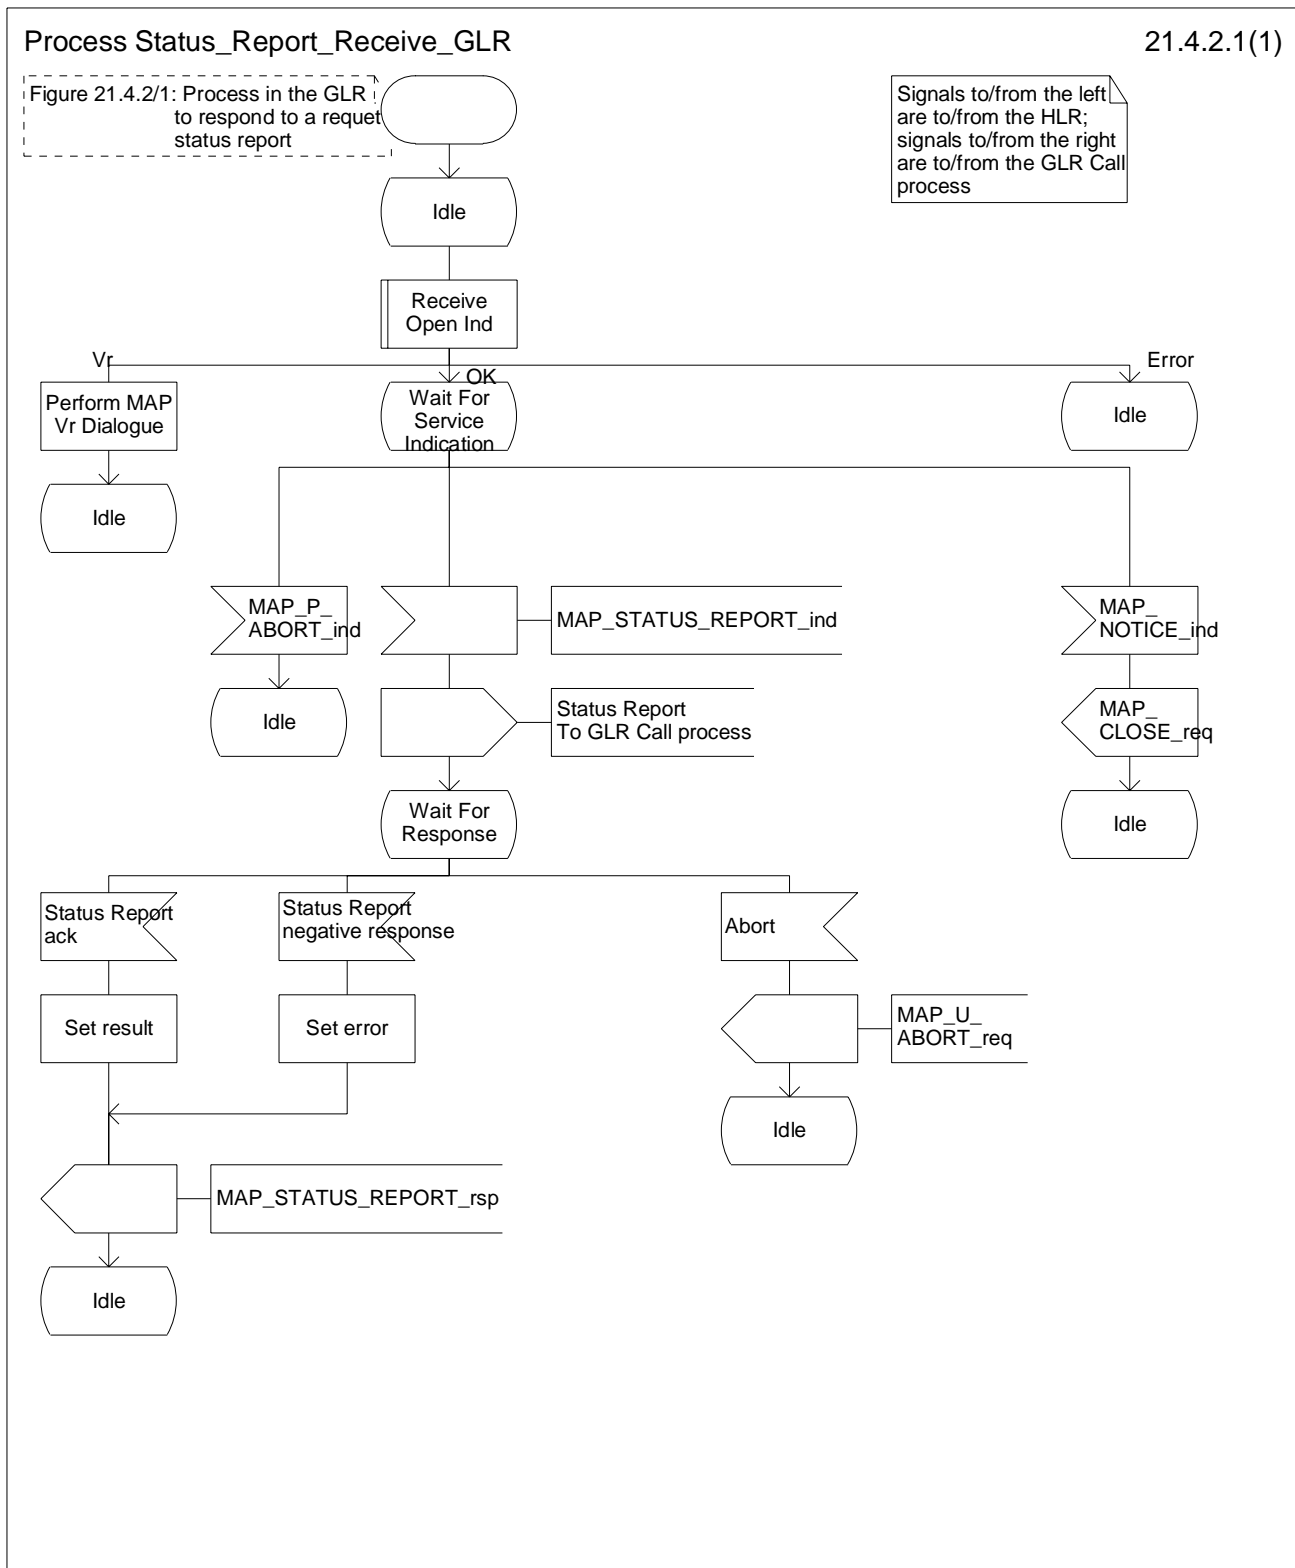 Process Status_Report_Receive_GLR
21.4.2.1(1)
Figure 21.4.2/1: Process in the GLR
to respond to a requet
status report
Signals to/from the left
are to/from the HLR;
signals to/from the right
are to/from the GLR Call
process
Idle
Receive
Open Ind
Vr
OK
Error
Perform MAP
Vr Dialogue
Wait For
Service
Indication
Idle
Idle
MAP_P_
ABORT_ind
MAP_STATUS_REPORT_ind
MAP_
NOTICE_ind
Idle
Status Report
To GLR Call process
MAP_
CLOSE_req
Wait For
Response
Idle
Status Report
ack
Status Report
negative response
Abort
Set result
Set error
MAP_U_
ABORT_req
Idle
MAP_STATUS_REPORT_rsp
Idle